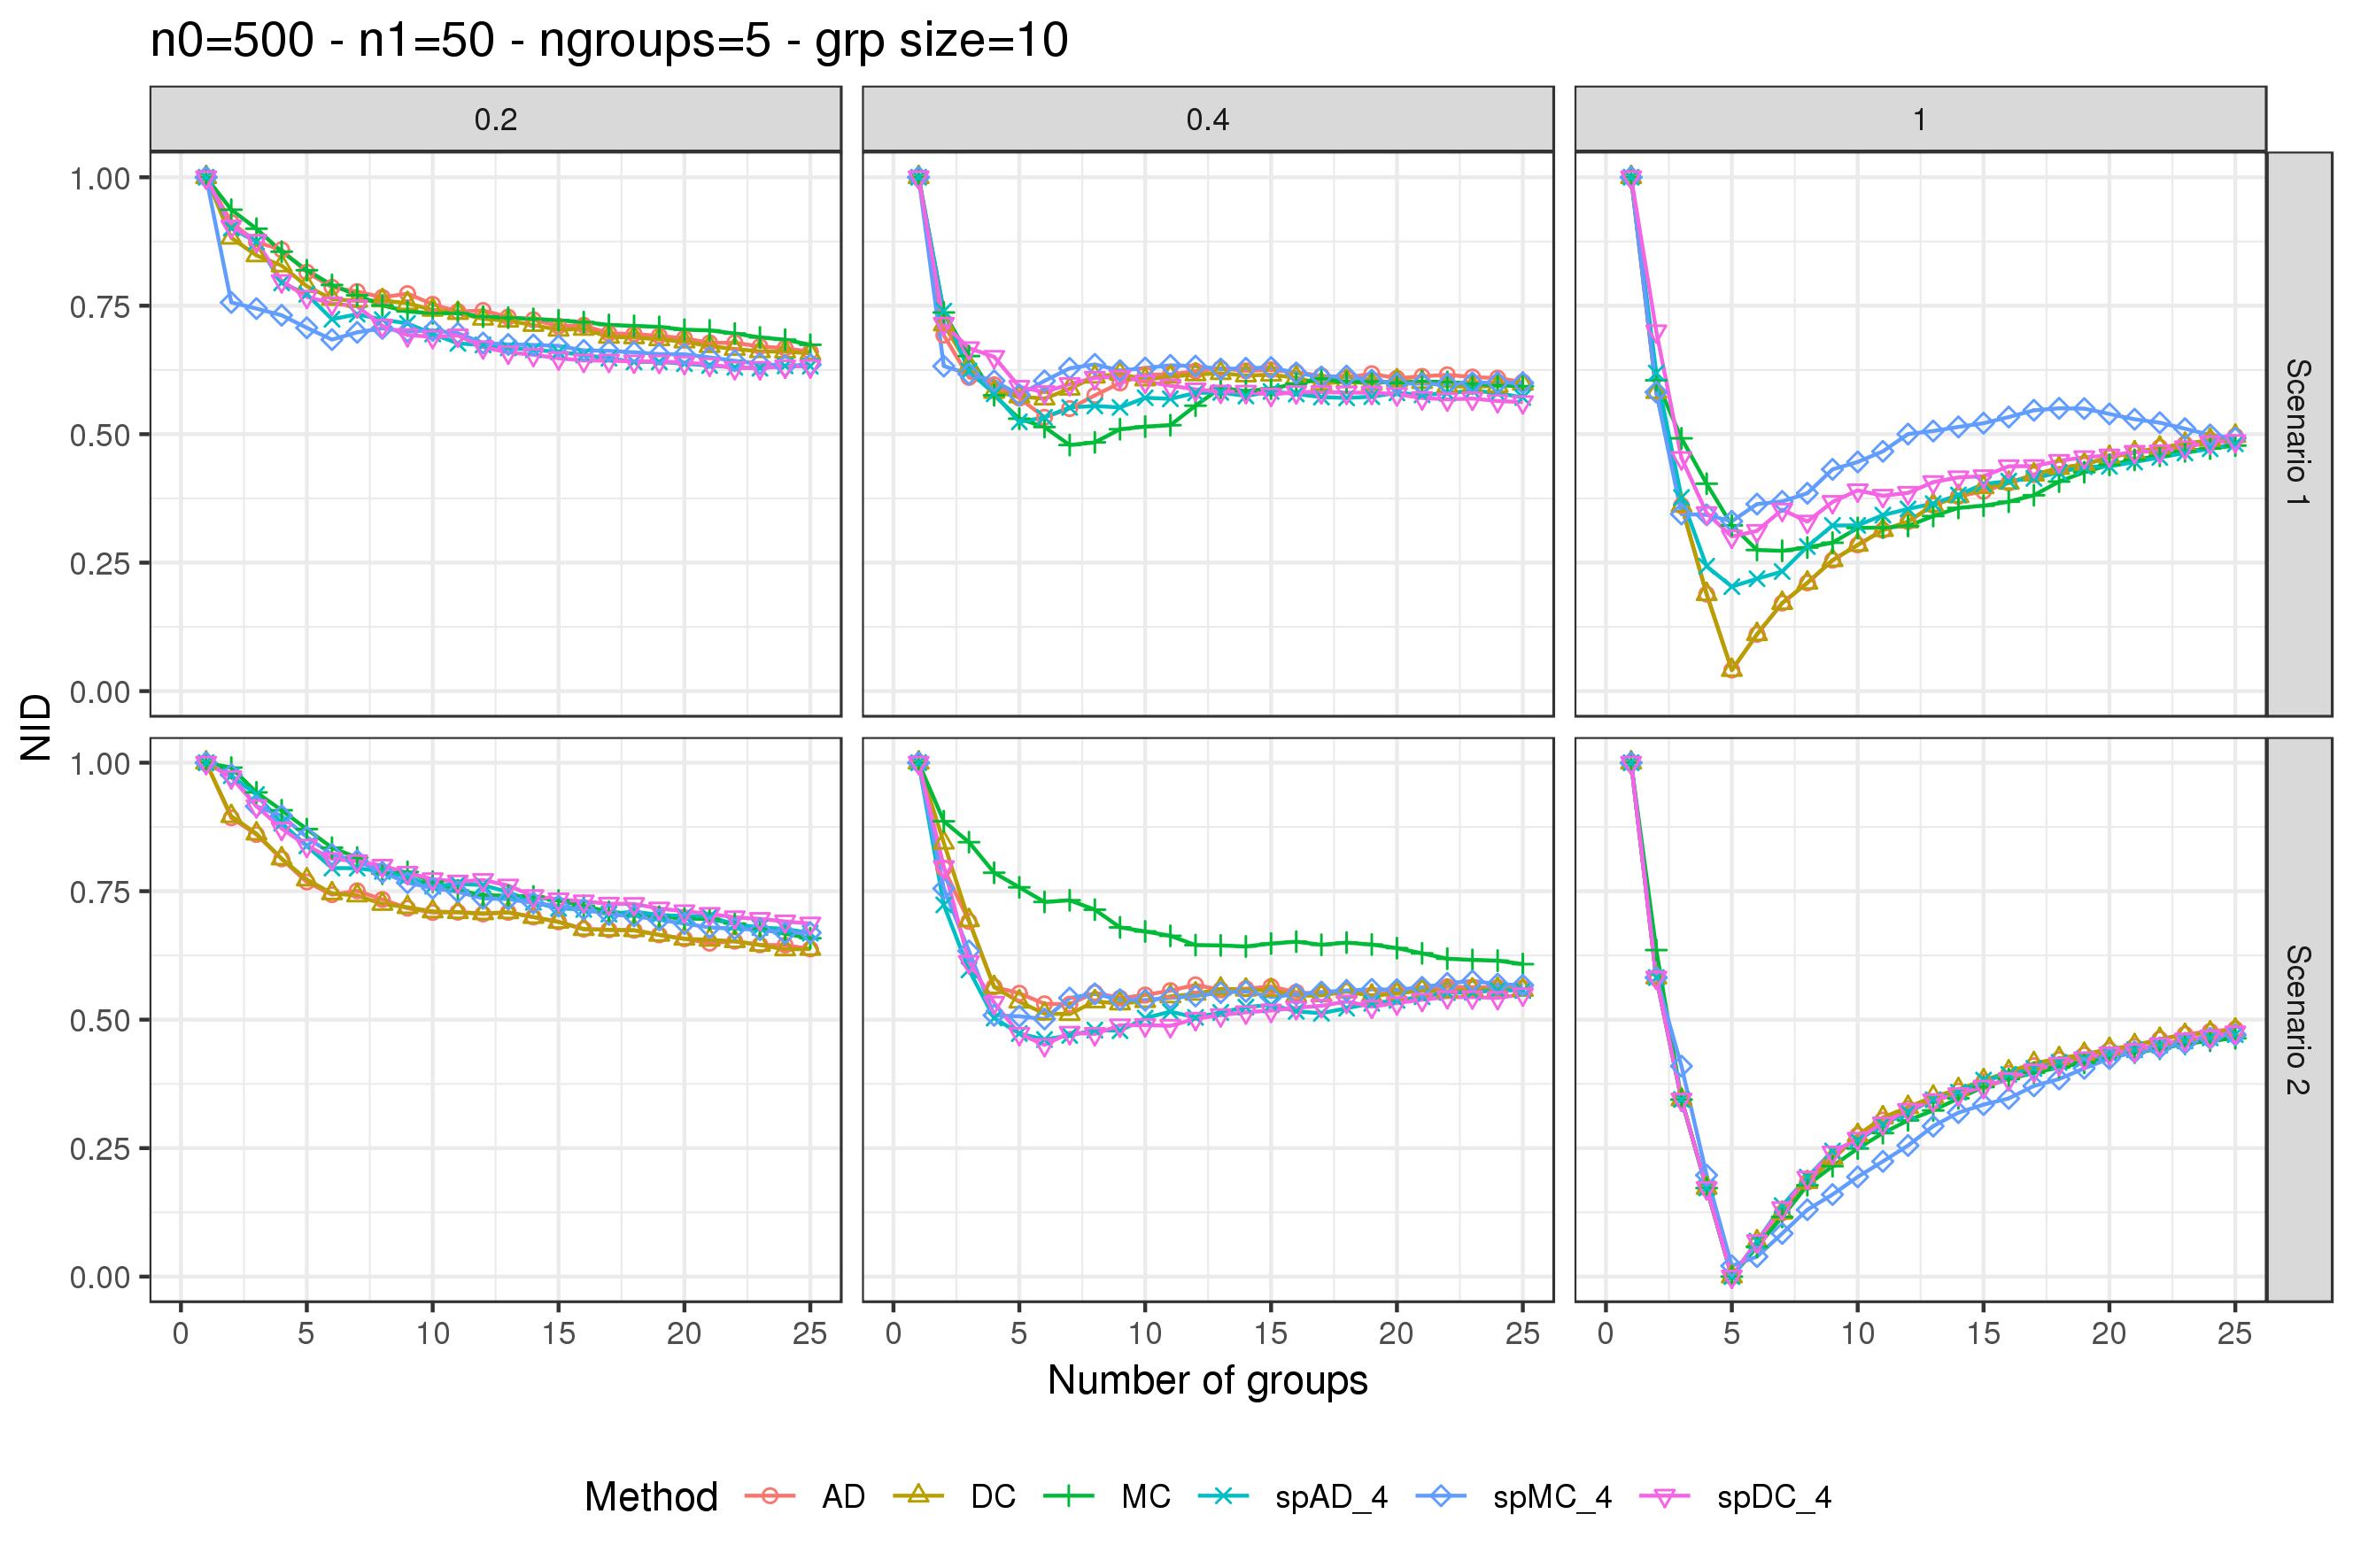 n0=500 - n1=50 - ngroups=5 - grp size=10
0.2 0.4 1
1.00
0.75
0.50
0.25
0.00
Scenario 1
NID
1.00
0.75
0.50
0.25
0.00
Scenario 2
0 5 10 15 20 25 0 5 10 15 20 25 0 5 10 15 20 25
Number of groups
Method AD DC MC spAD_4 spMC_4 spDC_4